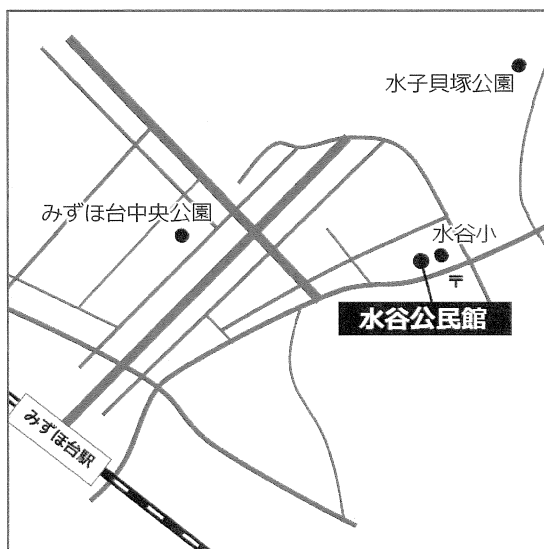 水子貝塚公園
みずほ台中央公園
水谷小
〒
水谷公民館
みずほ台駅